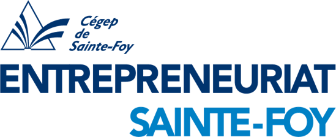 Cégep
de
Sainte-Foy
ENTREPRENEURIAT
SAINTE-FOY